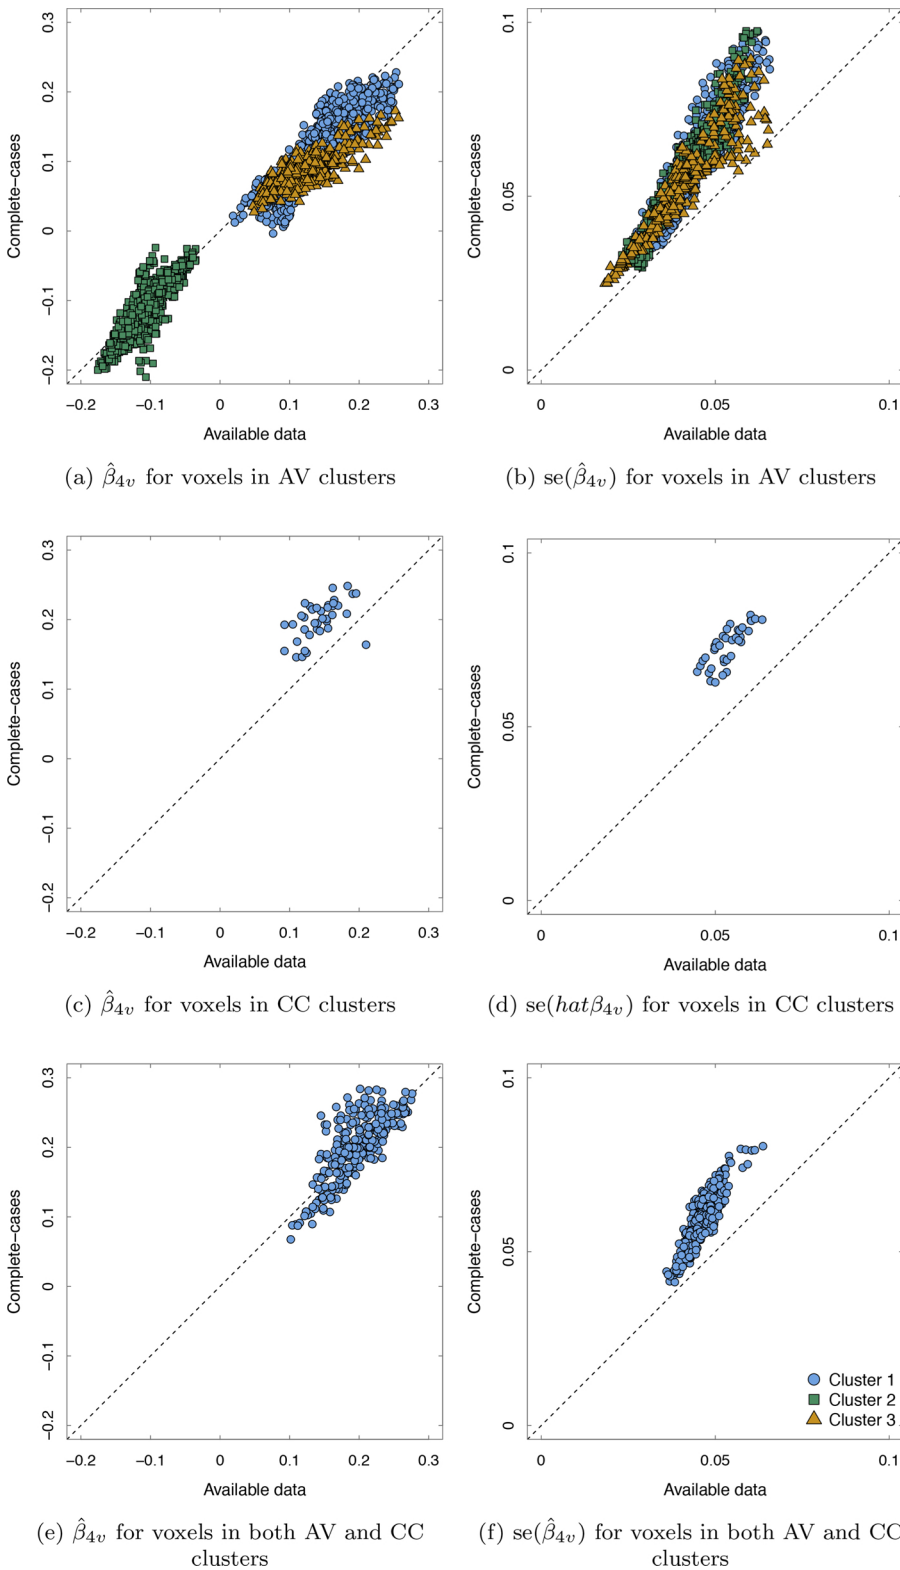 0.3
0.2
0.1
0
−0.1
−0.2
Complete−cases
−0.2 −0.1 0 0.1 0.2 0.3
Available data
(a) β̂4v for voxels in AV clusters
0.1
0.05
0
Complete−cases
0 0.05 0.1
Available data
(b) se(β̂4v) for voxels in AV clusters
0.3
0.2
0.1
0
−0.1
−0.2
Complete−cases
−0.2 −0.1 0 0.1 0.2 0.3
Available data
(c) β̂4v for voxels in CC clusters
0.1
0.05
0
Complete−cases
0 0.05 0.1
Available data
(d) se(hatβ4v) for voxels in CC clusters
0.3
0.2
0.1
0
−0.1
−0.2
Complete−cases
−0.2 −0.1 0 0.1 0.2 0.3
Available data
(e) β̂4v for voxels in both AV and CC
clusters
0.1
0.05
0
Complete−cases
Cluster 1
Cluster 2
Cluster 3
0 0.05 0.1
Available data
(f) se(β̂4v) for voxels in both AV and CC
clusters